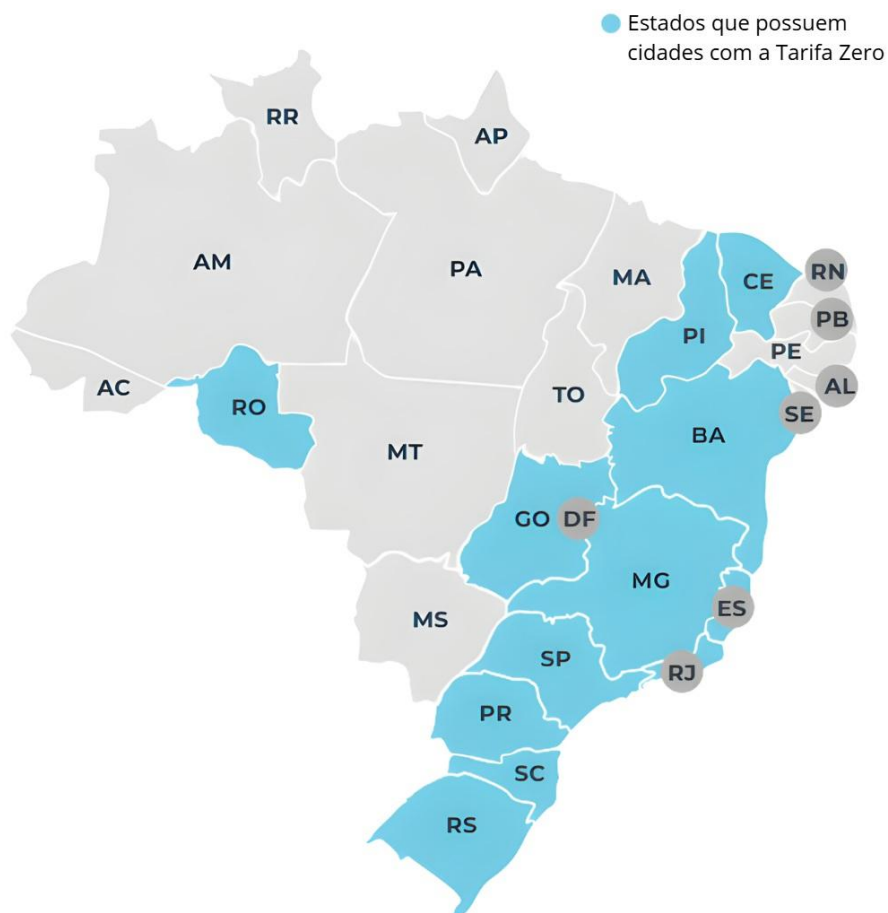 Estados que possuem
cidades com a Tarifa Zero
RR
AP
AM
PA
MA
CE
RN
PI
PB
PE
AC
RO
TO
AL
SE
MT
BA
GO
DF
MG
MS
ES
SP
RJ
PR
SC
RS